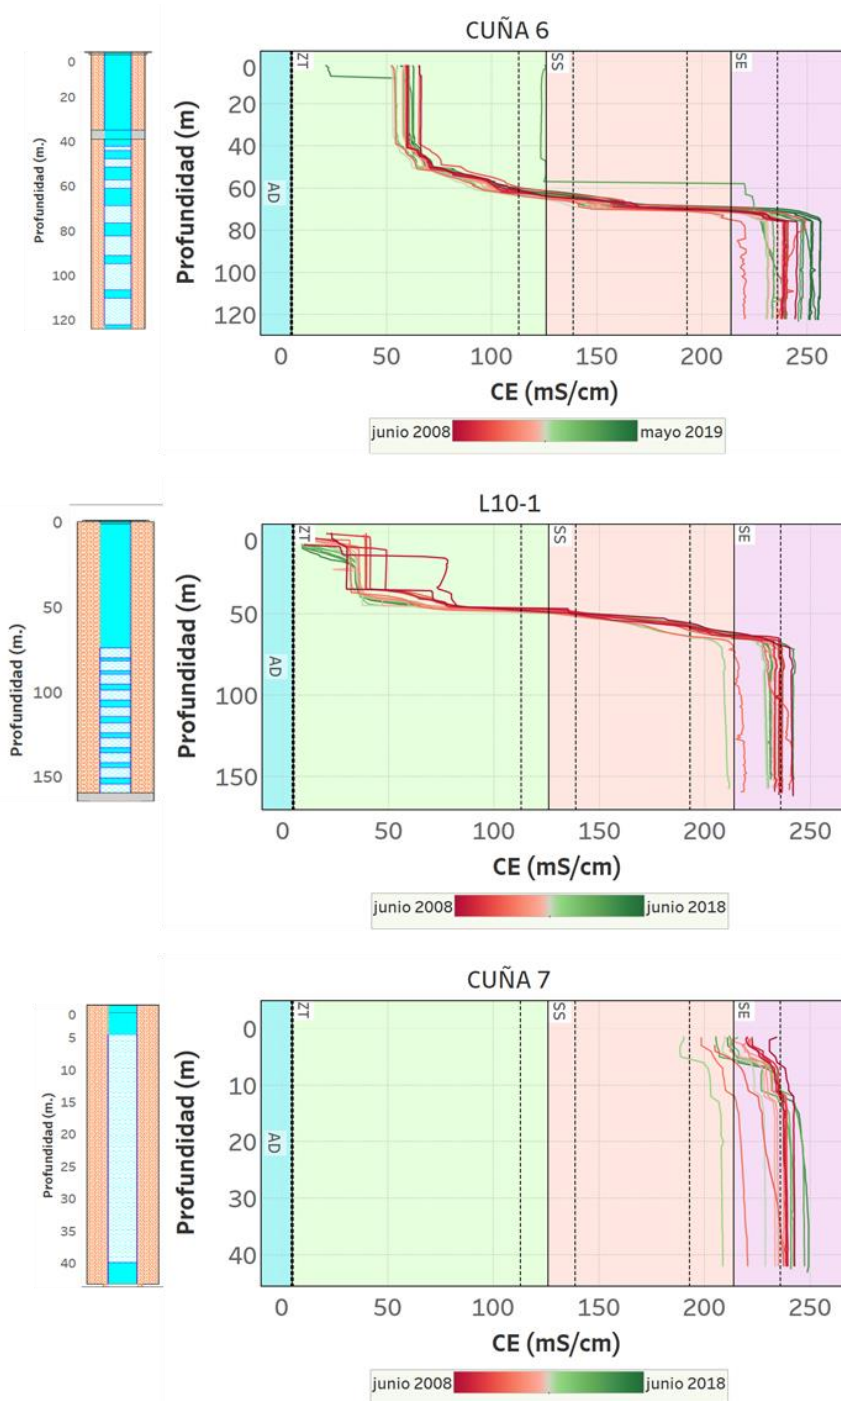 CUÑA 6
Profundidad (m.)
0
20
40
60
80
100
120
Profundidad (m)
0
20
40
60
80
100
120
AD
ZT
SS
SE
0 50 100 150 200 250
CE (mS/cm)
junio 2008 mayo 2019
L10-1
Profundidad (m.)
0
50
100
150
Profundidad (m)
0
50
100
150
AD
ZT
SS
SE
0 50 100 150 200 250
CE (mS/cm)
junio 2008 junio 2018
CUÑA 7
Profundidad (m.)
0
5
10
15
20
25
30
35
40
Profundidad (m)
0
10
20
30
40
AD
ZT
SS
SE
0 50 100 150 200 250
CE (mS/cm)
junio 2008 junio 2018